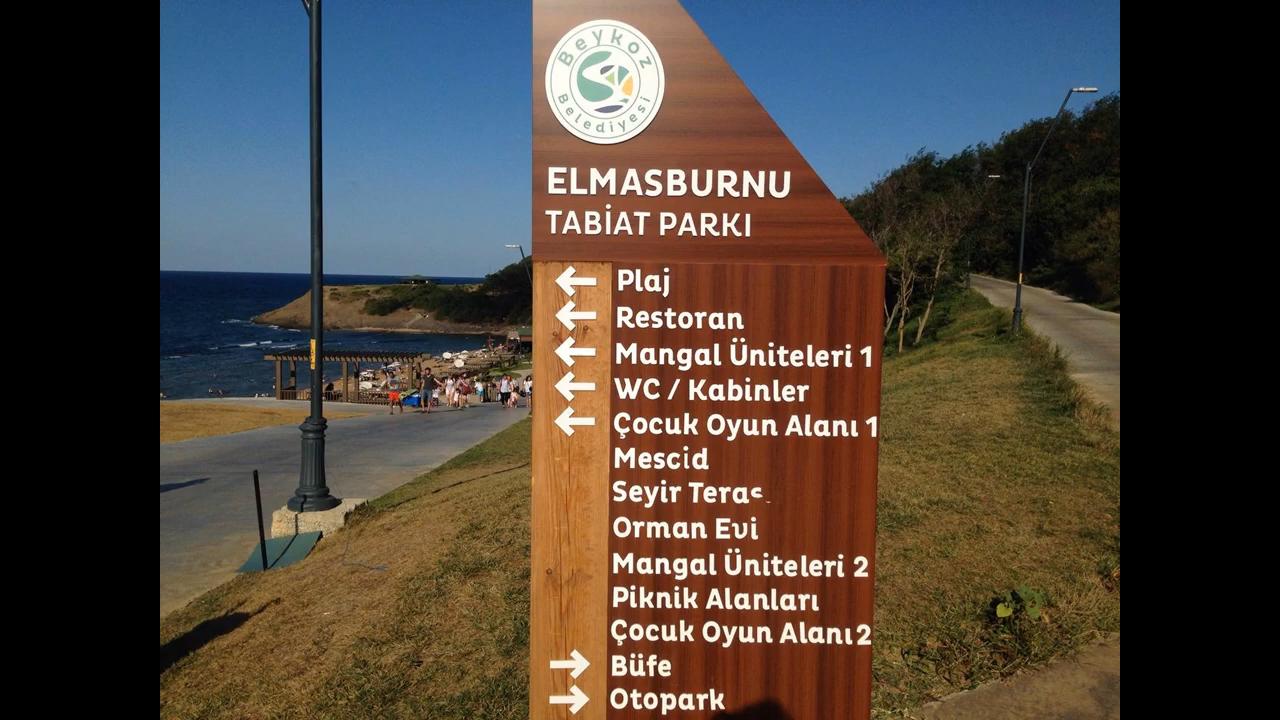 Beykoz
Belediyesi
ELMASBURNU
TABİAT PARKI
← Plaj
← Restoran
← Mangal Üniteleri 1
← WC / Kabinler
← Çocuk Oyun Alanı 1
Mescid
Seyir Teras
Orman Evi
Mangal Üniteleri 2
Piknik Alanları
Çocuk Oyun Alanı 2
→ Büfe
→ Otopark